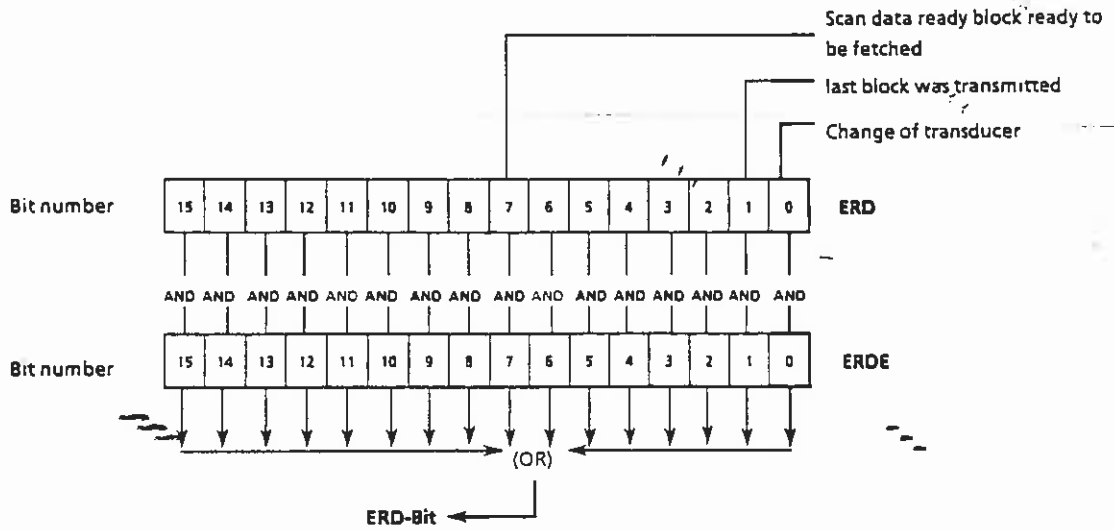 Scan data ready block ready to
be fetched
last block was transmitted
Change of transducer
Bit number 15 14 13 12 11 10 9 8 7 6 5 4 3 2 1 0 ERD
AND AND AND AND AND AND AND AND AND AND AND AND AND AND AND AND
Bit number 15 14 13 12 11 10 9 8 7 6 5 4 3 2 1 0 ERDE
(OR)
ERD-Bit